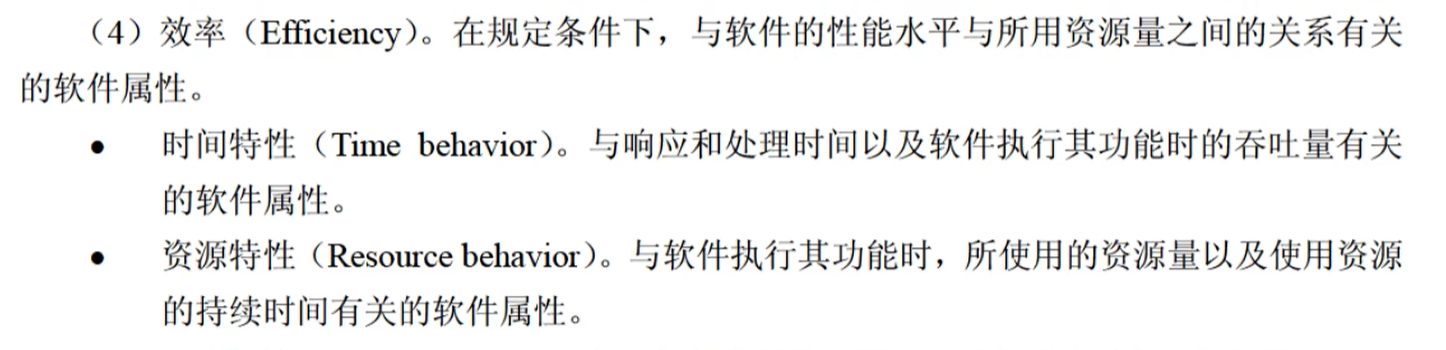 （4）效率（Efficiency）。在规定条件下，与软件的性能水平与所用资源量之间的关系有关
的软件属性。
● 时间特性（Time behavior）。与响应和处理时间以及软件执行其功能时的吞吐量有关
的软件属性。
● 资源特性（Resource behavior）。与软件执行其功能时，所使用的资源量以及使用资源
的持续时间有关的软件属性。